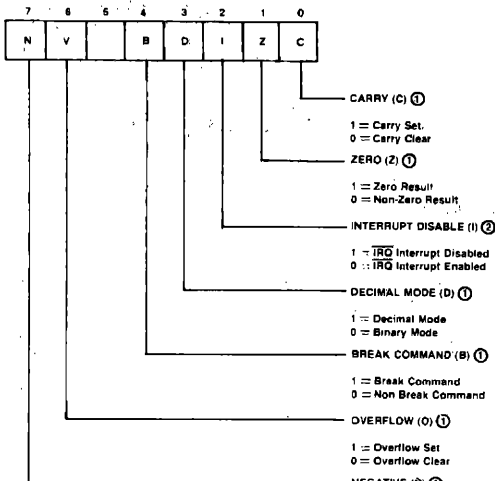 7 6 5 4 3 2 1 0
N V B D I Z C
CARRY (C) ①
1 = Carry Set.
0 = Carry Clear
ZERO (Z) ①
1 = Zero Result
0 = Non-Zero Result
INTERRUPT DISABLE (I) ②
1 = IRQ Interrupt Disabled
0 = IRQ Interrupt Enabled
DECIMAL MODE (D) ①
1 = Decimal Mode
0 = Binary Mode
BREAK COMMAND (B) ①
1 = Break Command
0 = Non Break Command
OVERFLOW (O) ①
1 = Overflow Set
0 = Overflow Clear
NEGATIVE